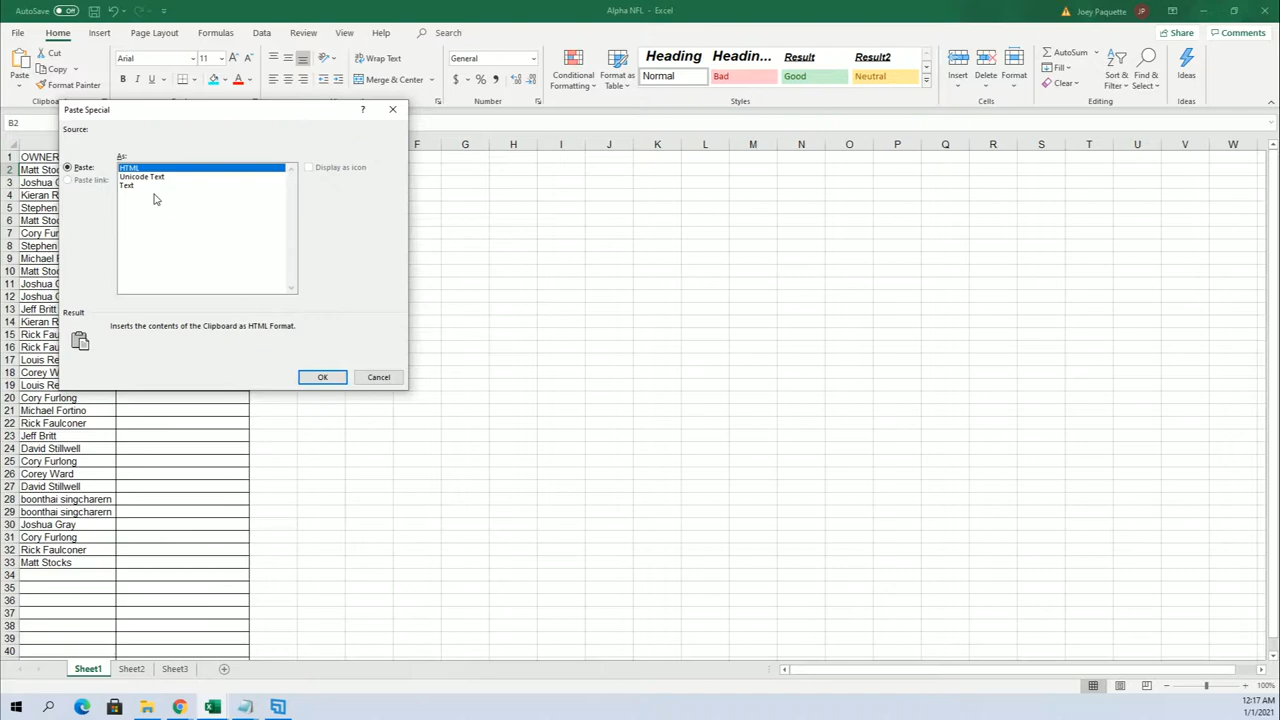 AutoSave Off
Alpha NFL - Excel
Joey Paquette JP
File Home Insert Page Layout Formulas Data Review View Help Search Share Comments
Cut
Copy
Format Painter
Paste
Arial 11
B I U
Wrap Text
Merge & Center
General
$ %
Conditional Formatting
Format as Table
Heading Headin... Result Result2
Normal Bad Good Neutral
Insert Delete Format
AutoSum
Fill
Clear
Sort & Filter
Find & Select
Ideas
Number Styles Cells Editing Ideas
B2
Paste Special ?
Source:
As:
Paste:
Paste link:
HTML
Unicode Text
Text
Display as icon
Result
Inserts the contents of the Clipboard as HTML Format.
OK Cancel
F G H I J K L M N O P Q R S T U V W
1 OWNER
2 Matt Sto
3 Joshua G
4 Kieran R
5 Stephen
6 Matt Sto
7 Cory Fur
8 Stephen
9 Michael F
10 Matt Sto
11 Joshua G
12 Joshua G
13 Jeff Britt
14 Kieran R
15 Rick Fau
16 Rick Fau
17 Louis Re
18 Corey W
19 Louis Re
20 Cory Furlong
21 Michael Fortino
22 Rick Faulconer
23 Jeff Britt
24 David Stillwell
25 Cory Furlong
26 Corey Ward
27 David Stillwell
28 boonthai singcharern
29 boonthai singcharern
30 Joshua Gray
31 Cory Furlong
32 Rick Faulconer
33 Matt Stocks
34
35
36
37
38
39
40
Sheet1 Sheet2 Sheet3
100%
12:17 AM
1/1/2021